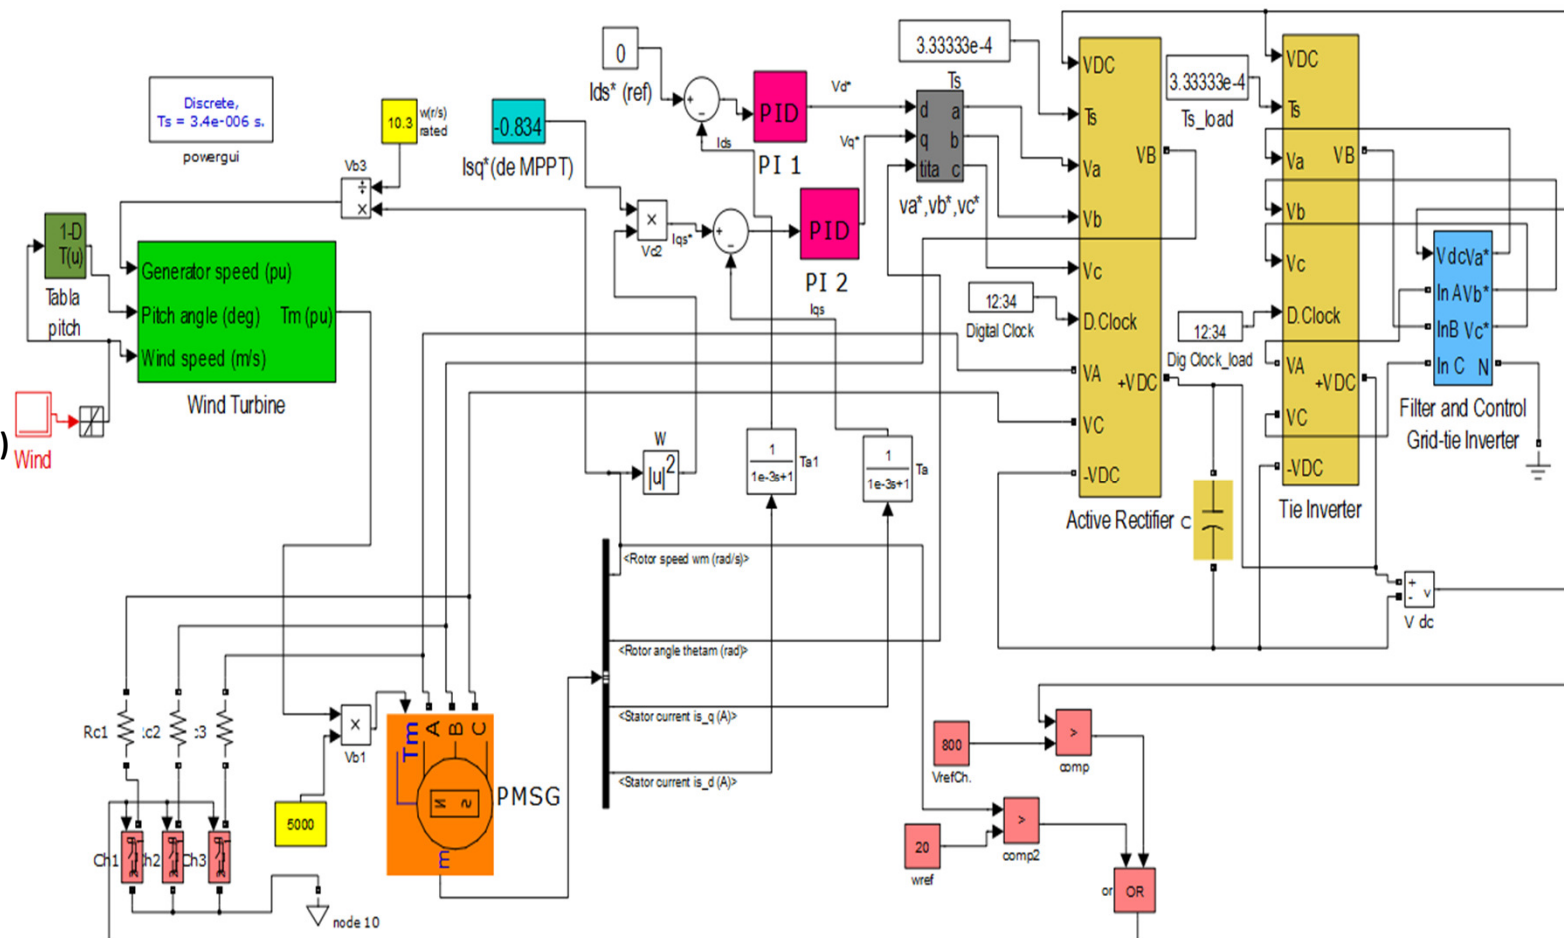 Discrete,
Ts = 3.4e-006 s.
powergui
10.3
w(r/s)
rated
-0.834
Isq*(de MPPT)
0
Ids* (ref)
PID
PI 1
Vd*
Ids
3.33333e-4
Ts
d a
q b
tita c
va*,vb*,vc*
Vq*
PID
PI 2
Iqs
Vb3
÷
×
×
Vc2
Iqs*
1-D
T(u)
Tabla
pitch
Generator speed (pu)
Pitch angle (deg)
Tm (pu)
Wind speed (m/s)
Wind Turbine
)
Wind
VDC
Ts
Va
VB
Vb
Vc
D.Clock
VA
+VDC
VC
-VDC
Active Rectifier
12:34
Digtal Clock
3.33333e-4
Ts_load
12:34
Dig Clock_load
VDC
Ts
Va
VB
Vb
Vc
D.Clock
VA
+VDC
VC
-VDC
Tie Inverter
Vdc Va*
In A Vb*
InB Vc*
In C N
Filter and Control
Grid-tie Inverter
C
+
-
v
V dc
W
|u|2
1
1e-3s+1
Ta1
1
1e-3s+1
Ta
<Rotor speed wm (rad/s)>
<Rotor angle thetam (rad)>
<Stator current is_q (A)>
<Stator current is_d (A)>
Rc1
c2
c3
Ch1
h2
Ch3
node 10
×
Vb1
5000
Tm
A
B
C
m
PMSG
800
VrefCh.
>
comp
20
wref
>
comp2
or
OR